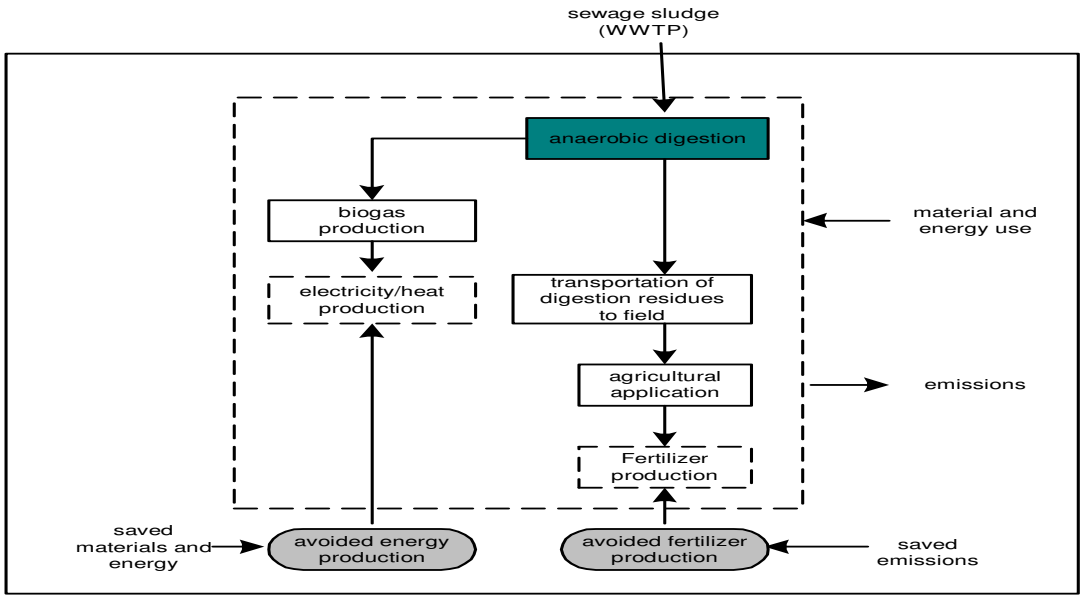 sewage sludge
(WWTP)
anaerobic digestion
biogas
production
material and
energy use
electricity/heat
production
transportation of
digestion residues
to field
agricultural
application
emissions
Fertilizer
production
saved
materials and
energy
avoided energy
production
avoided fertilizer
production
saved
emissions